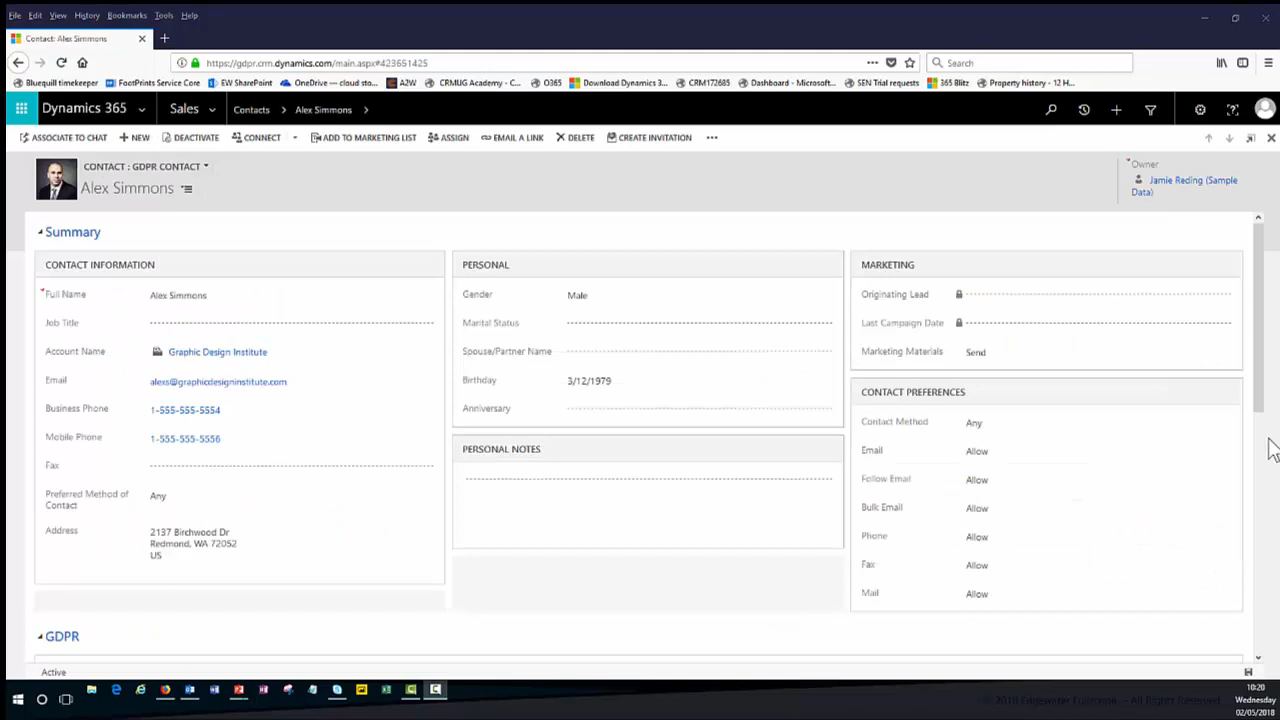 File Edit View History Bookmarks Tools Help
Contact: Alex Simmons
https://gdpr.crm.dynamics.com/main.aspx#423651425
Search
Bluequill timekeeper FootPrints Service Core EW SharePoint OneDrive — cloud sto... A2W CRMUG Academy - C... O365 Download Dynamics 3... CRM172685 Dashboard - Microsoft... SEN Trial requests 365 Blitz Property history - 12 H...
Dynamics 365 Sales Contacts Alex Simmons
ASSOCIATE TO CHAT NEW DEACTIVATE CONNECT ADD TO MARKETING LIST ASSIGN EMAIL A LINK DELETE CREATE INVITATION
CONTACT : GDPR CONTACT
Alex Simmons
Owner
Jamie Reding (Sample
Data)
Summary
CONTACT INFORMATION
Full Name Alex Simmons
Job Title
Account Name Graphic Design Institute
Email alexs@graphicdesigninstitute.com
Business Phone 1-555-555-5554
Mobile Phone 1-555-555-5556
Fax
Preferred Method of
Contact
Any
Address
2137 Birchwood Dr
Redmond, WA 72052
US
PERSONAL
Gender Male
Marital Status
Spouse/Partner Name
Birthday 3/12/1979
Anniversary
PERSONAL NOTES
MARKETING
Originating Lead
Last Campaign Date
Marketing Materials Send
CONTACT PREFERENCES
Contact Method Any
Email Allow
Follow Email Allow
Bulk Email Allow
Phone Allow
Fax Allow
Mail Allow
GDPR
Active
© 2018 Edgewater Fullscope - All Rights Reserved
10:20
Wednesday
02/05/2018